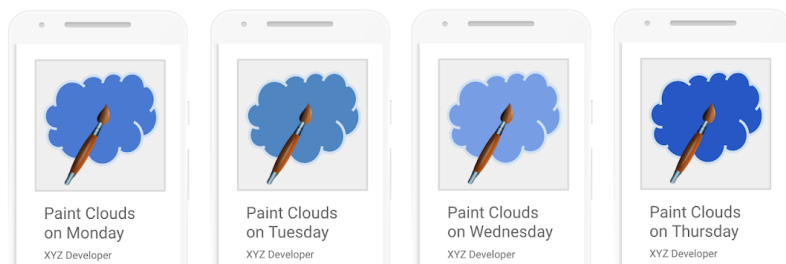 Paint Clouds
on Monday
XYZ Developer
Paint Clouds
on Tuesday
XYZ Developer
Paint Clouds
on Wednesday
XYZ Developer
Paint Clouds
on Thursday
XYZ Developer